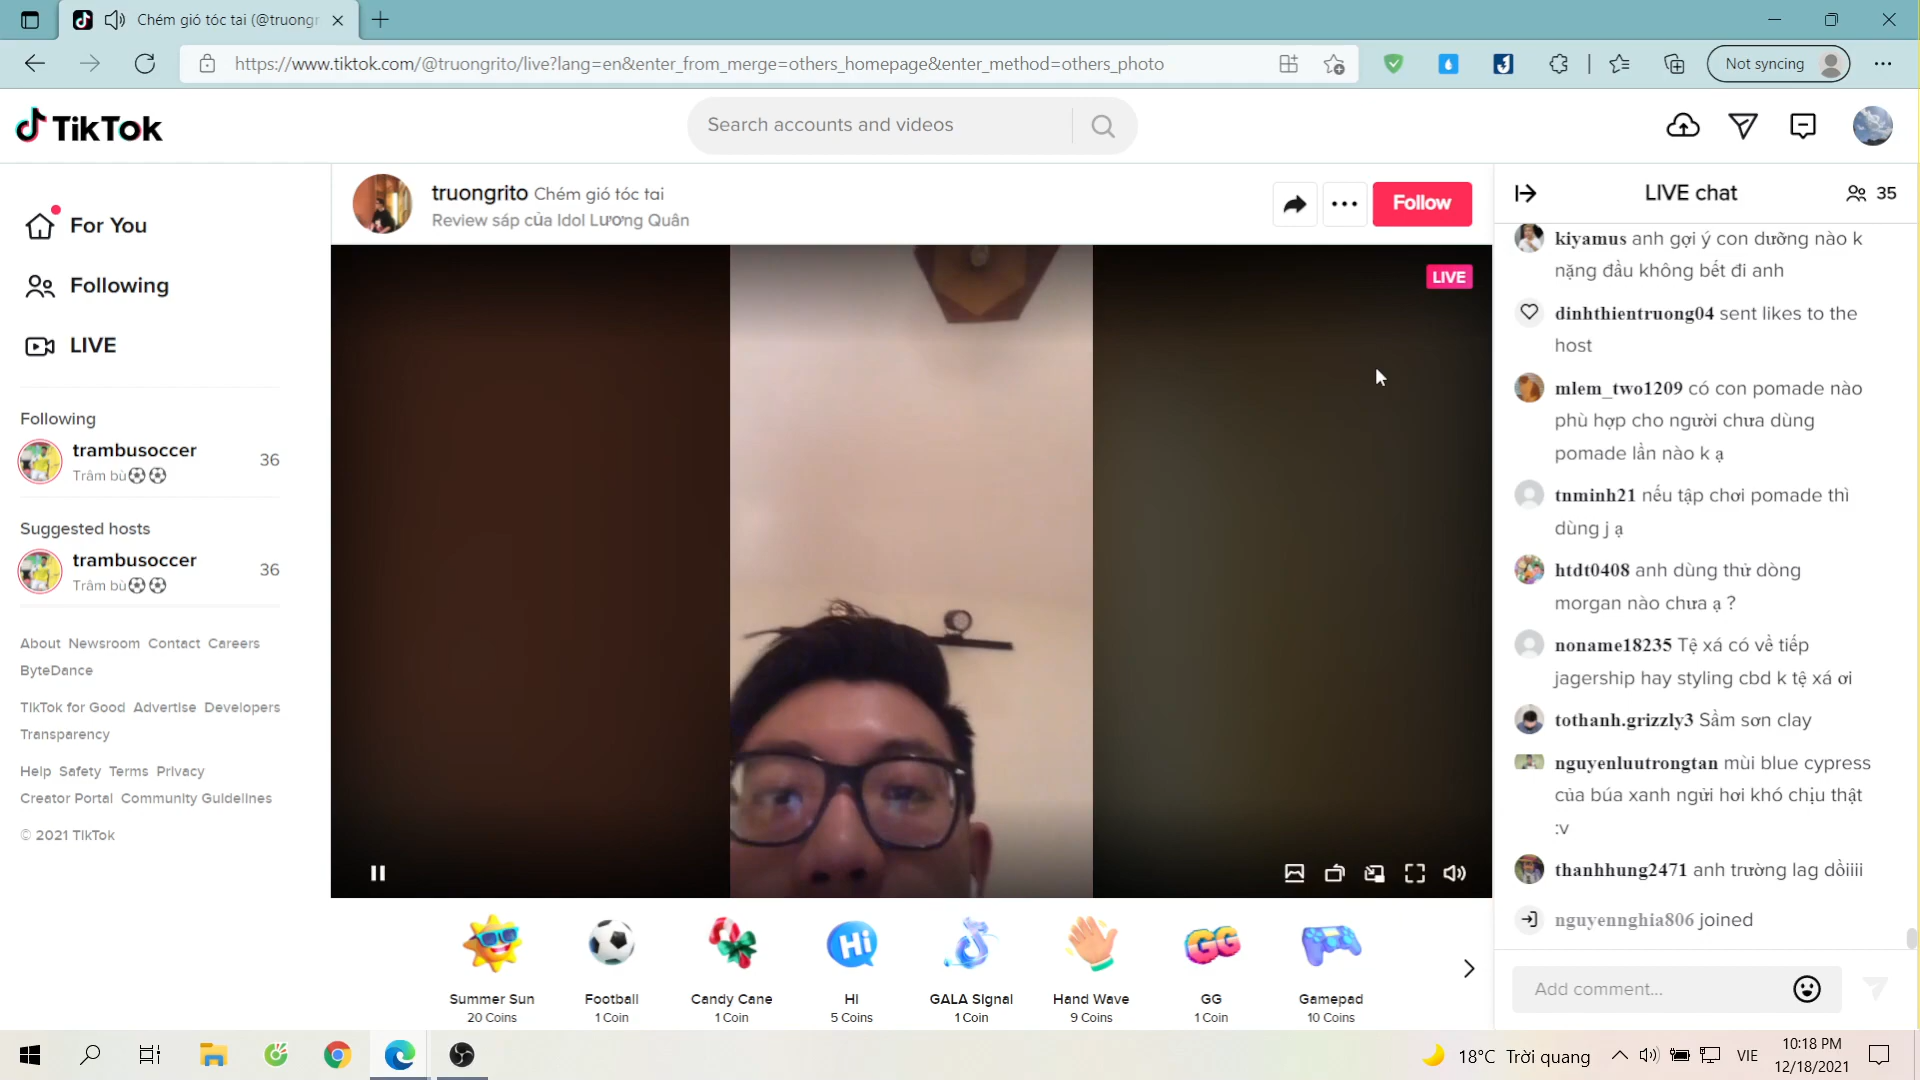 Chém gió tóc tai (@truongr
https://www.tiktok.com/@truongrito/live?lang=en&enter_from_merge=others_homepage&enter_method=others_photo
Not syncing
TikTok
Search accounts and videos
For You
Following
LIVE
Following
trambusoccer
Trâm bù⚽⚽
36
Suggested hosts
trambusoccer
Trâm bù⚽⚽
36
About Newsroom Contact Careers
ByteDance
TikTok for Good Advertise Developers
Transparency
Help Safety Terms Privacy
Creator Portal Community Guidelines
© 2021 TikTok
truongrito Chém gió tóc tai
Review sáp của Idol Lương Quân
Follow
LIVE
Summer Sun
20 Coins
Football
1 Coin
Candy Cane
1 Coin
Hi
Hi
5 Coins
GALA Signal
1 Coin
Hand Wave
9 Coins
GG
GG
1 Coin
Gamepad
10 Coins
LIVE chat
35
kiyamus anh gợi ý con dưỡng nào k
nặng đầu không bết đi anh
dinhthientruong04 sent likes to the
host
mlem_two1209 có con pomade nào
phù hợp cho người chưa dùng
pomade lần nào k ạ
tnminh21 nếu tập chơi pomade thì
dùng j ạ
htdt0408 anh dùng thử dòng
morgan nào chưa ạ ?
noname18235 Tệ xá có về tiếp
jagership hay styling cbd k tệ xá ơi
tothanh.grizzly3 Sầm sơn clay
nguyenluutrongtan mùi blue cypress
của búa xanh ngửi hơi khó chịu thật
:v
thanhhung2471 anh trường lag dồiiii
nguyennghia806 joined
Add comment...
18°C Trời quang
VIE
10:18 PM
12/18/2021